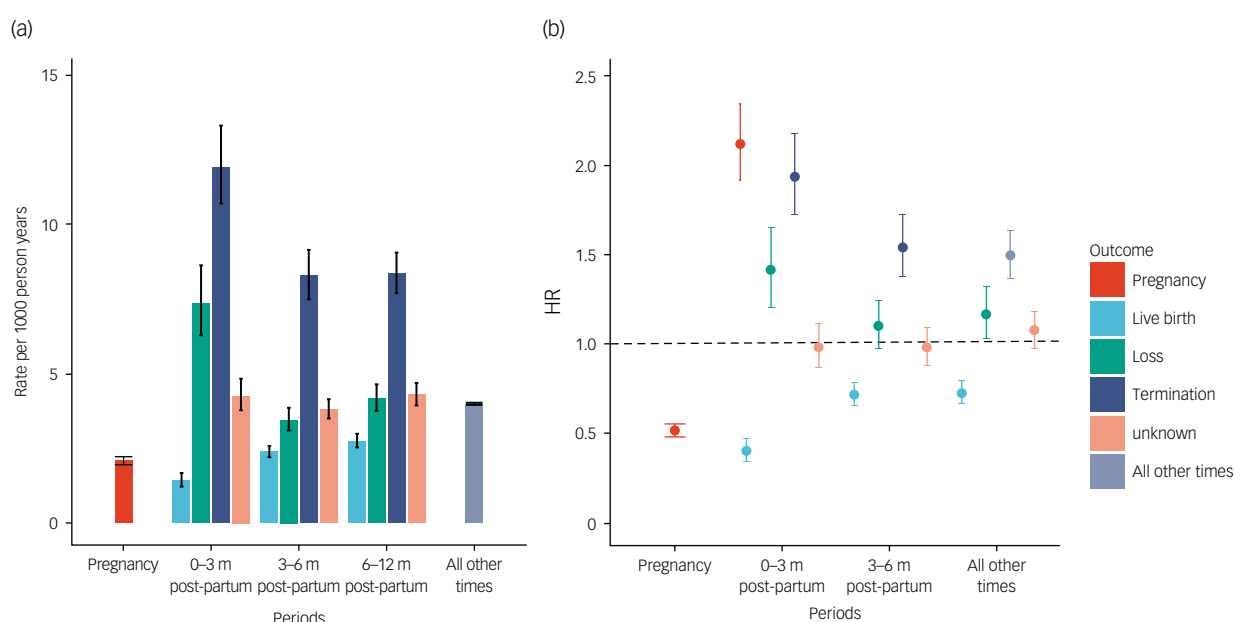 (a)
15
10
5
0
Rate per 1000 person years
Pregnancy
0–3 m
post-partum
3–6 m
post-partum
6–12 m
post-partum
All other
times
Periods
(b)
2.5
2.0
1.5
1.0
0.5
0
HR
Pregnancy
0–3 m
post-partum
3–6 m
post-partum
All other
times
Periods
Outcome
Pregnancy
Live birth
Loss
Termination
unknown
All other times